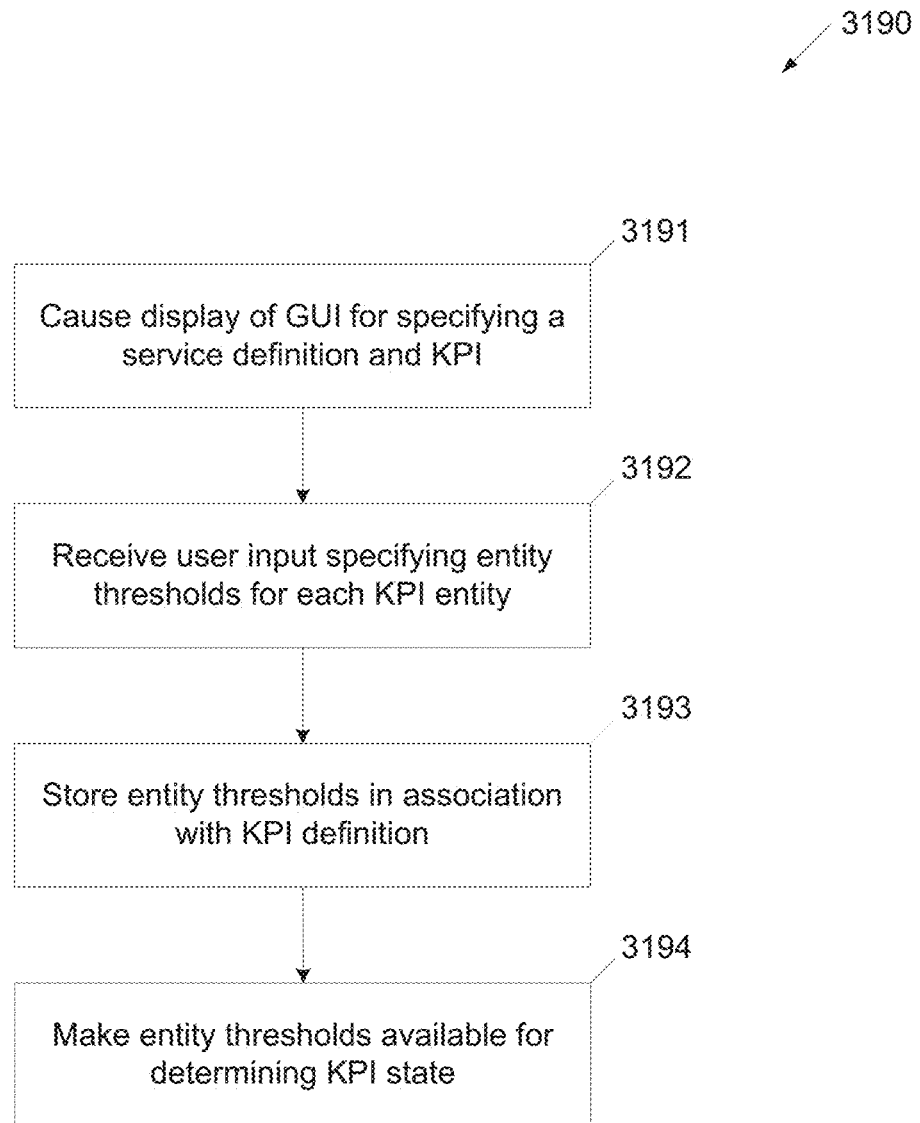 3190
3191
Cause display of GUI for specifying a
service definition and KPI
3192
Receive user input specifying entity
thresholds for each KPI entity
3193
Store entity thresholds in association
with KPI definition
3194
Make entity thresholds available for
determining KPI state